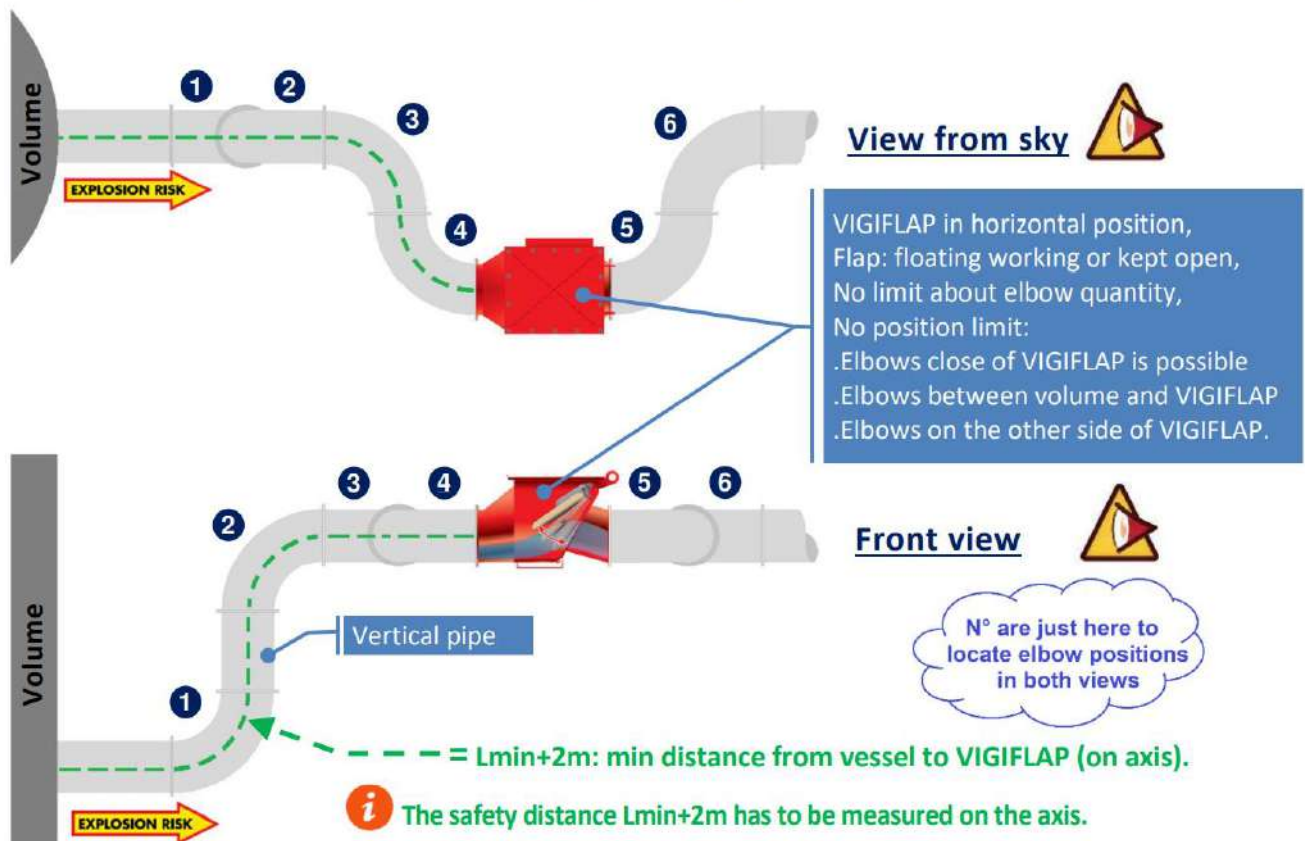 Volume
1
2
3
4
5
6
EXPLOSION RISK
View from sky
VIGIFLAP in horizontal position,
Flap: floating working or kept open,
No limit about elbow quantity,
No position limit:
.Elbows close of VIGIFLAP is possible
.Elbows between volume and VIGIFLAP
.Elbows on the other side of VIGIFLAP.
Volume
1
2
3
4
5
6
Front view
Vertical pipe
N° are just here to
locate elbow positions
in both views
= Lmin+2m: min distance from vessel to VIGIFLAP (on axis).
EXPLOSION RISK
i
The safety distance Lmin+2m has to be measured on the axis.